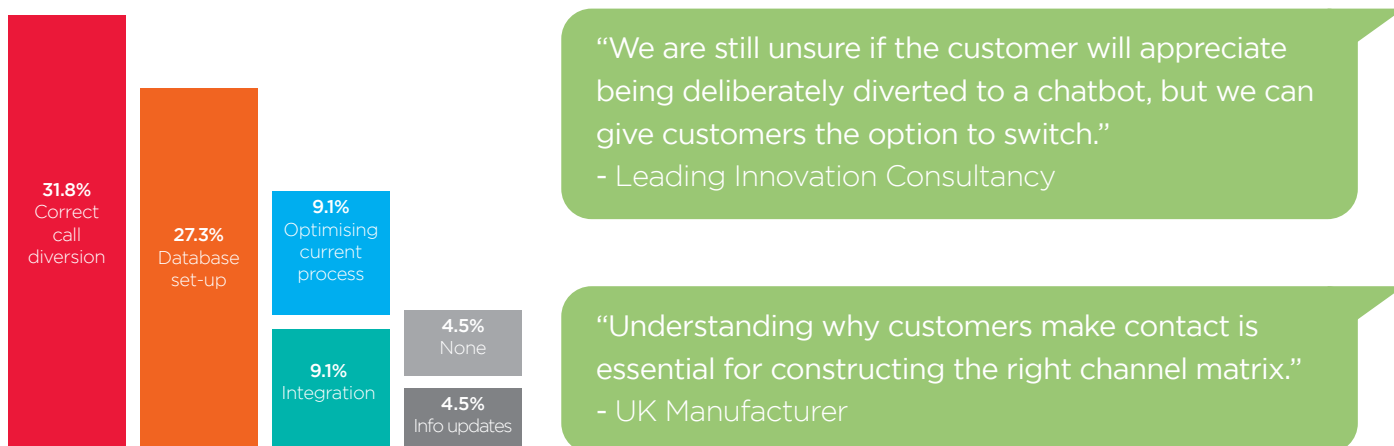 31.8%
Correct
call
diversion
27.3%
Database
set-up
9.1%
Optimising
current
process
9.1%
Integration
4.5%
None
4.5%
Info updates
“We are still unsure if the customer will appreciate
being deliberately diverted to a chatbot, but we can
give customers the option to switch.”
- Leading Innovation Consultancy
“Understanding why customers make contact is
essential for constructing the right channel matrix.”
- UK Manufacturer